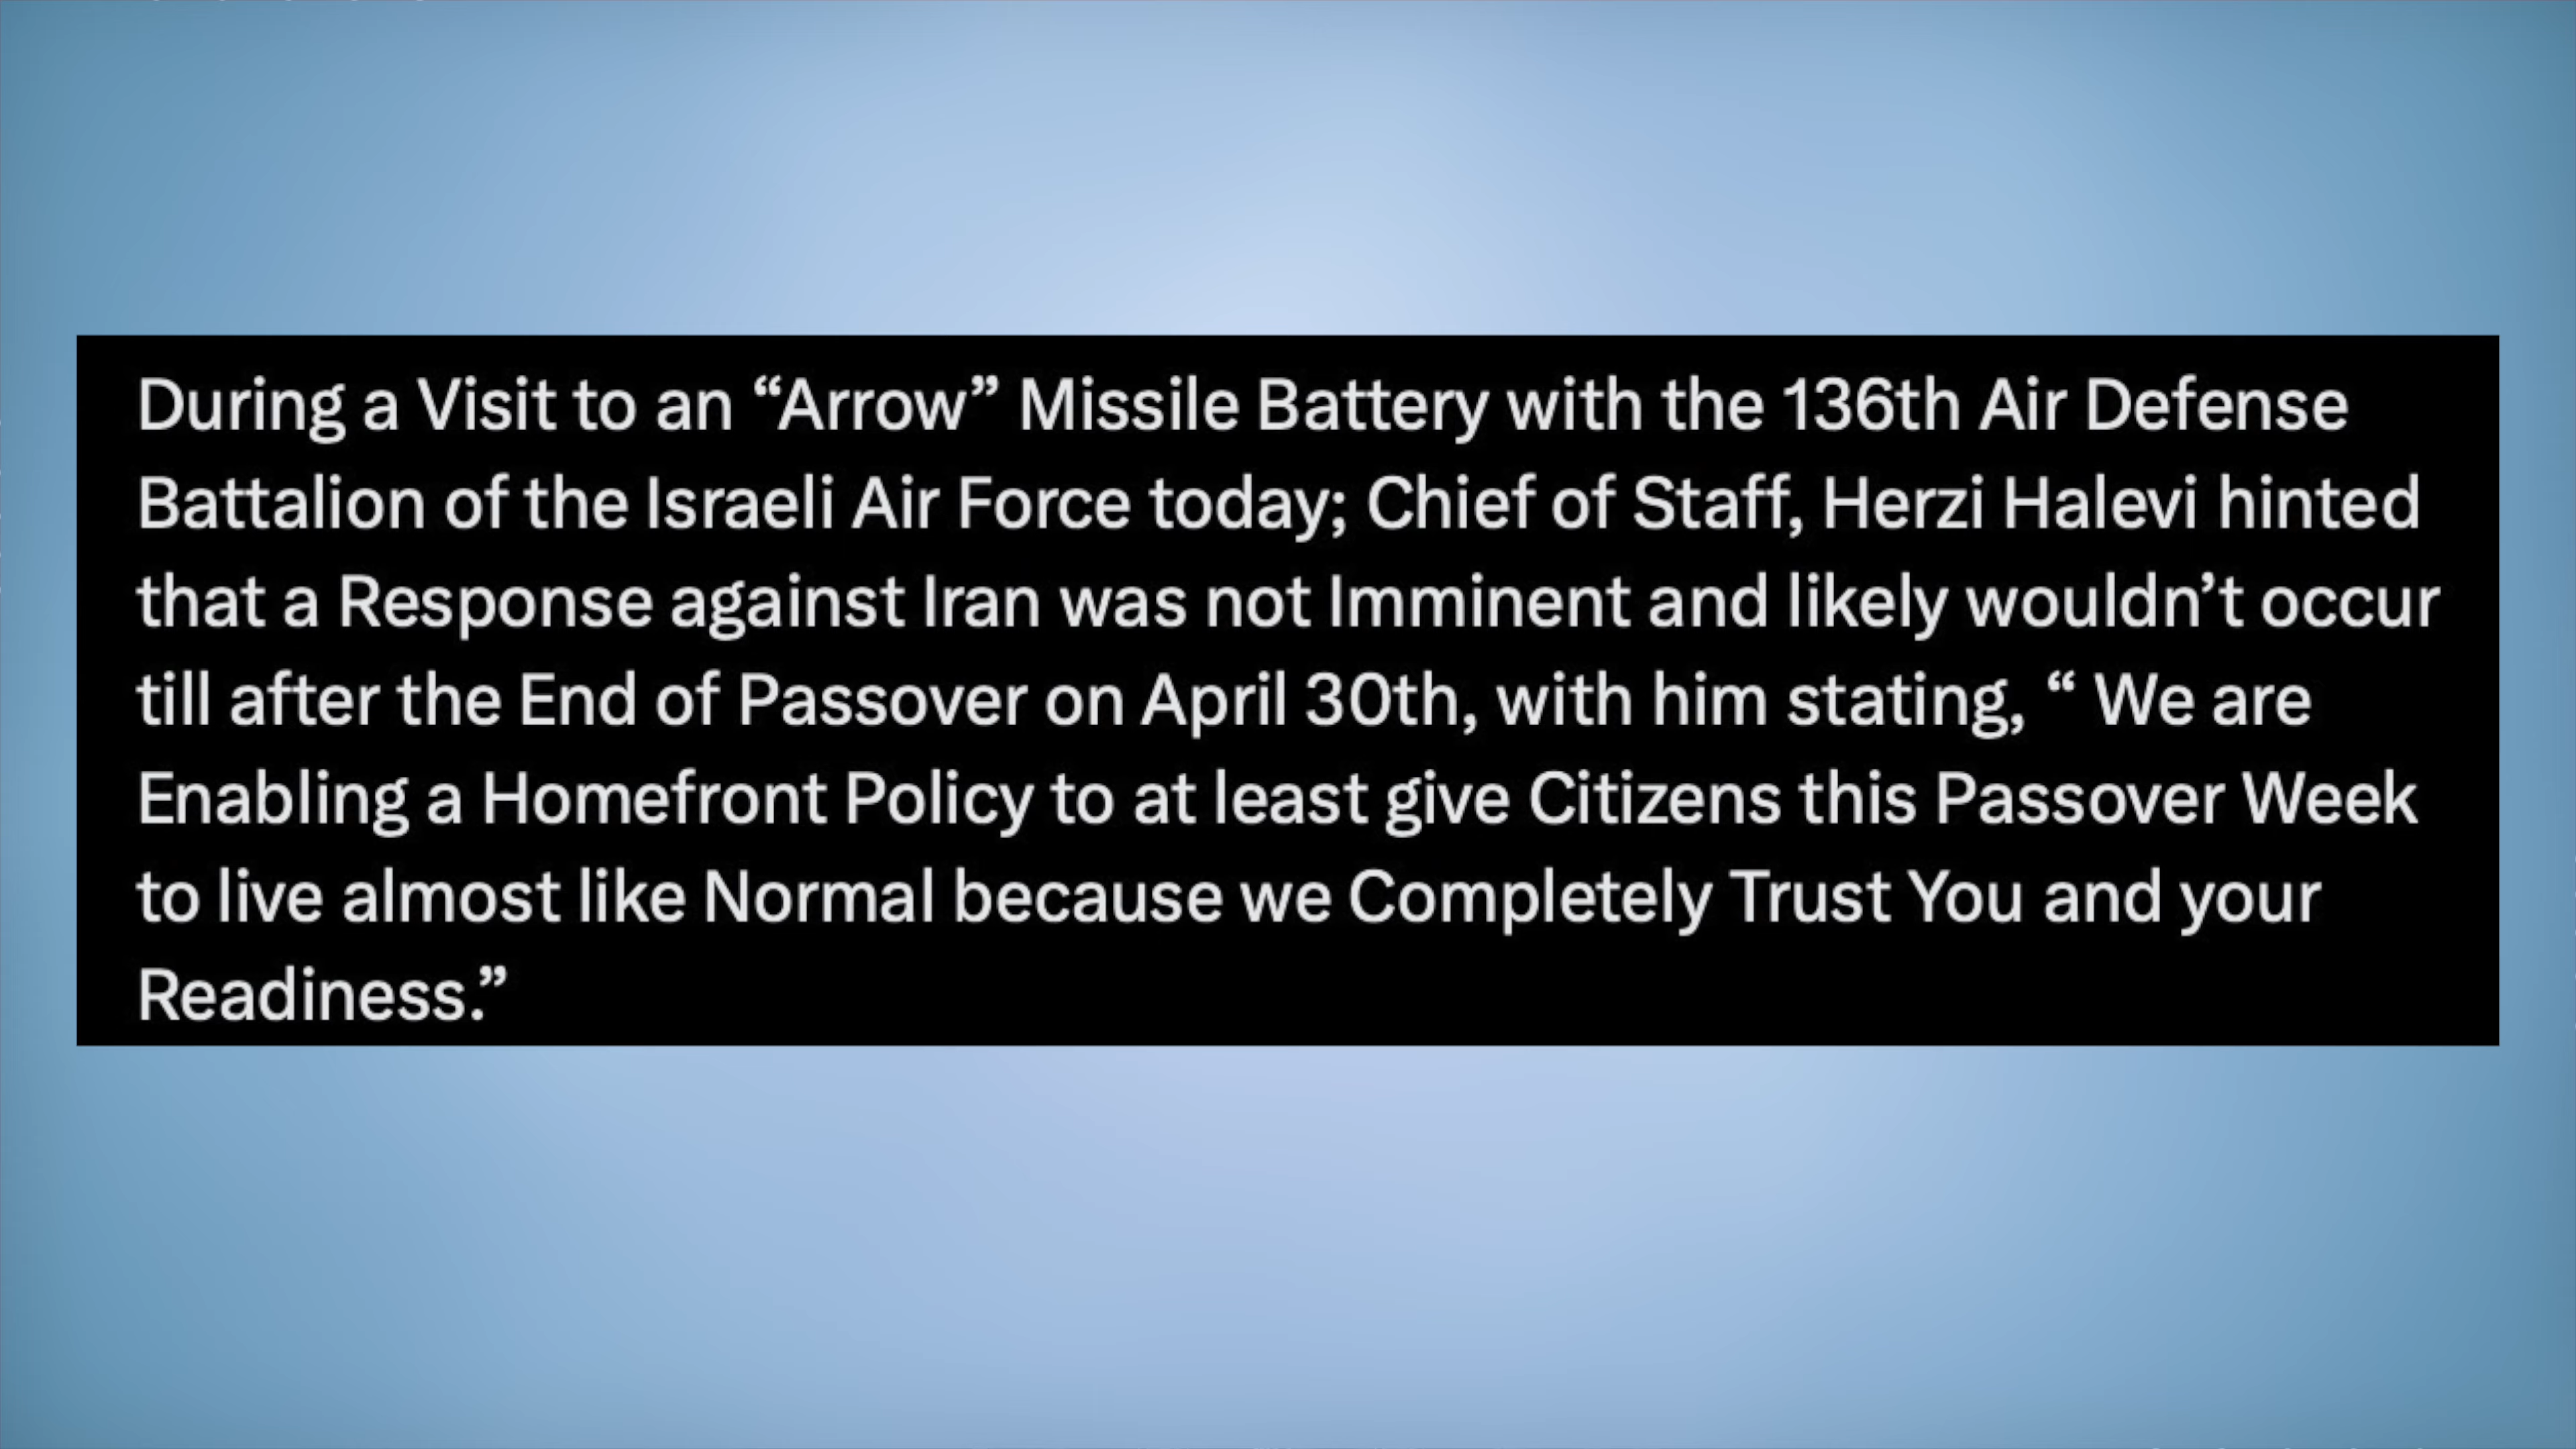 During a Visit to an “Arrow” Missile Battery with the 136th Air Defense
Battalion of the Israeli Air Force today; Chief of Staff, Herzi Halevi hinted
that a Response against Iran was not Imminent and likely wouldn’t occur
till after the End of Passover on April 30th, with him stating, “ We are
Enabling a Homefront Policy to at least give Citizens this Passover Week
to live almost like Normal because we Completely Trust You and your
Readiness.”